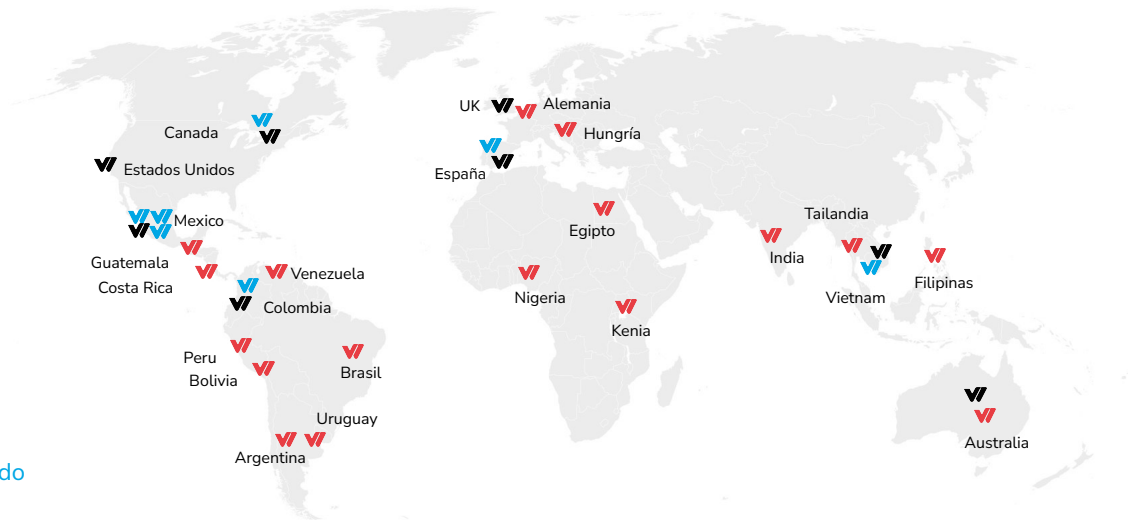 UK
Alemania
Canada
Hungría
Estados Unidos
España
Mexico
Tailandia
Egipto
India
Guatemala
Venezuela
Costa Rica
Filipinas
Nigeria
Vietnam
Colombia
Kenia
Peru
Brasil
Bolivia
Uruguay
Australia
Argentina
do